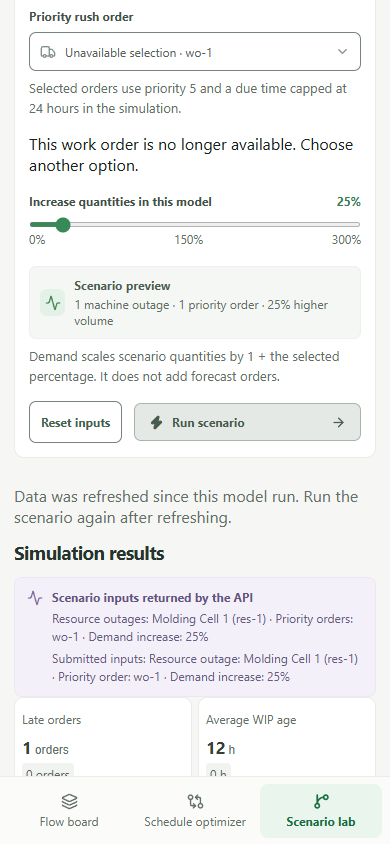 Priority rush order
Unavailable selection · wo-1
Selected orders use priority 5 and a due time capped at
24 hours in the simulation.
This work order is no longer available. Choose
another option.
Increase quantities in this model 25%
0% 150% 300%
Scenario preview
1 machine outage · 1 priority order · 25% higher
volume
Demand scales scenario quantities by 1 + the selected
percentage. It does not add forecast orders.
Reset inputs Run scenario
Data was refreshed since this model run. Run the
scenario again after refreshing.
Simulation results
Scenario inputs returned by the API
Resource outages: Molding Cell 1 (res-1) · Priority orders:
wo-1 · Demand increase: 25%
Submitted inputs: Resource outage: Molding Cell 1 (res-1)
· Priority order: wo-1 · Demand increase: 25%
Late orders Average WIP age
1 orders 12 h
0 orders 0 h
Flow board Schedule optimizer Scenario lab